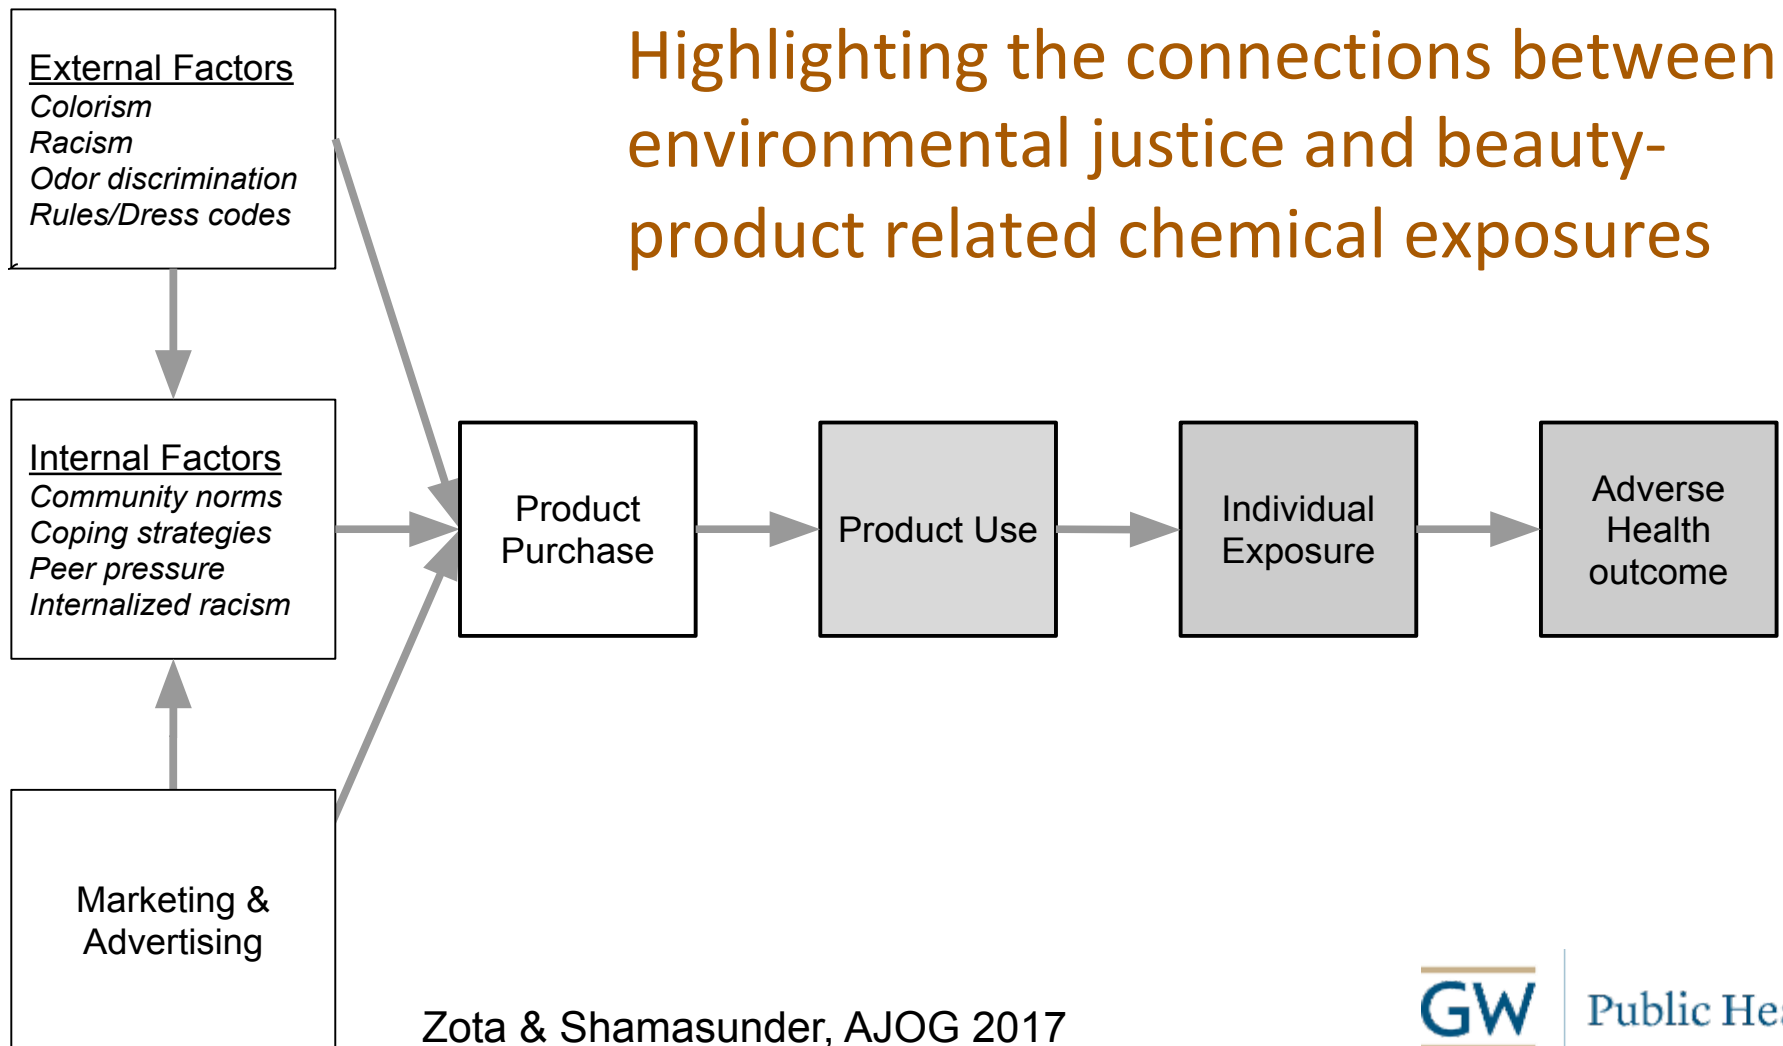 Highlighting the connections between
environmental justice and beauty-
product related chemical exposures
External Factors
Colorism
Racism
Odor discrimination
Rules/Dress codes
Internal Factors
Community norms
Coping strategies
Peer pressure
Internalized racism
Marketing &
Advertising
Product
Purchase
Product Use
Individual
Exposure
Adverse
Health
outcome
Zota & Shamasunder, AJOG 2017
GW
Public